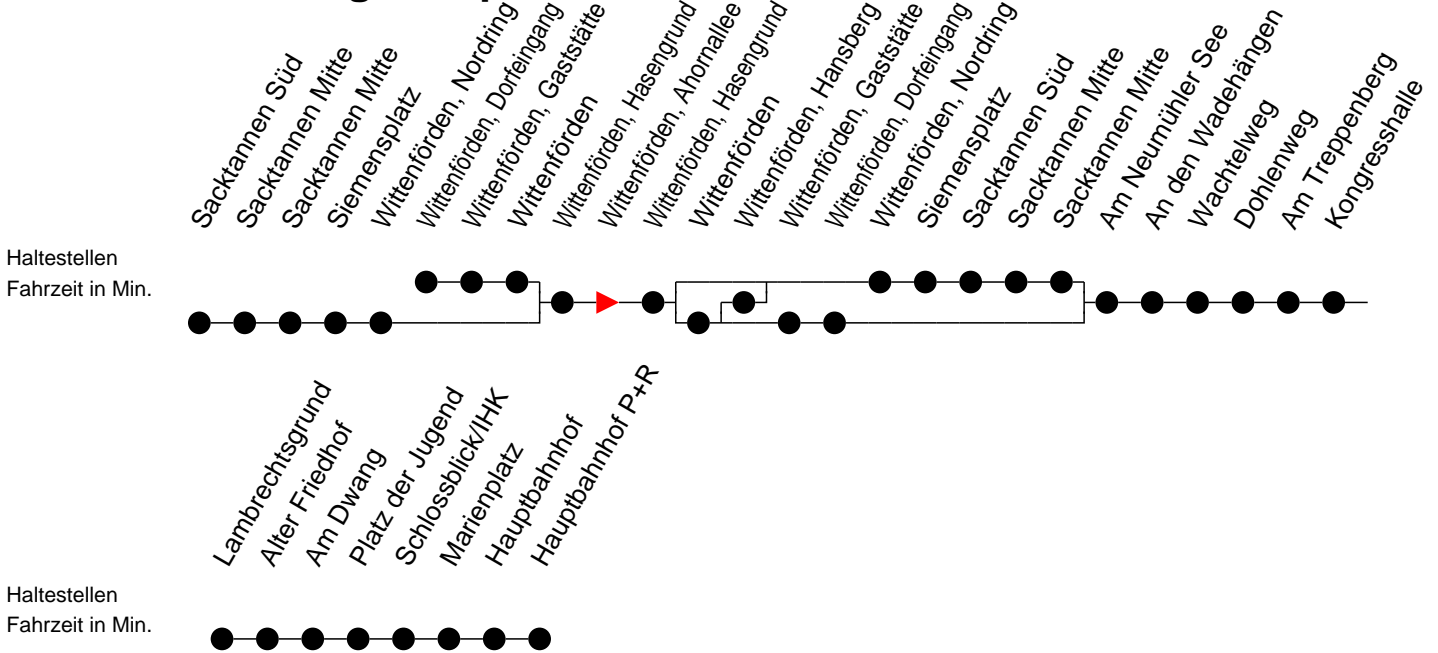 Sacktannen Süd
Sacktannen Mitte
Sacktannen Mitte
Siemensplatz
Wittenförden, Nordring
Wittenförden, Dorfeingang
Wittenförden, Gaststätte
Wittenförden
Wittenförden, Hasengrund
Wittenförden, Ahornallee
Wittenförden, Hasengrund
Wittenförden
Wittenförden, Hansberg
Wittenförden, Gaststätte
Wittenförden, Dorfeingang
Wittenförden, Nordring
Siemensplatz
Sacktannen Süd
Sacktannen Mitte
Sacktannen Mitte
Am Neumühler See
An den Wadehängen
Wachtelweg
Dohlenweg
Am Treppenberg
Kongresshalle
Haltestellen
Fahrzeit in Min.
Lambrechtsgrund
Alter Friedhof
Am Dwang
Platz der Jugend
Schlossblick/IHK
Marienplatz
Hauptbahnhof
Hauptbahnhof P+R
Haltestellen
Fahrzeit in Min.